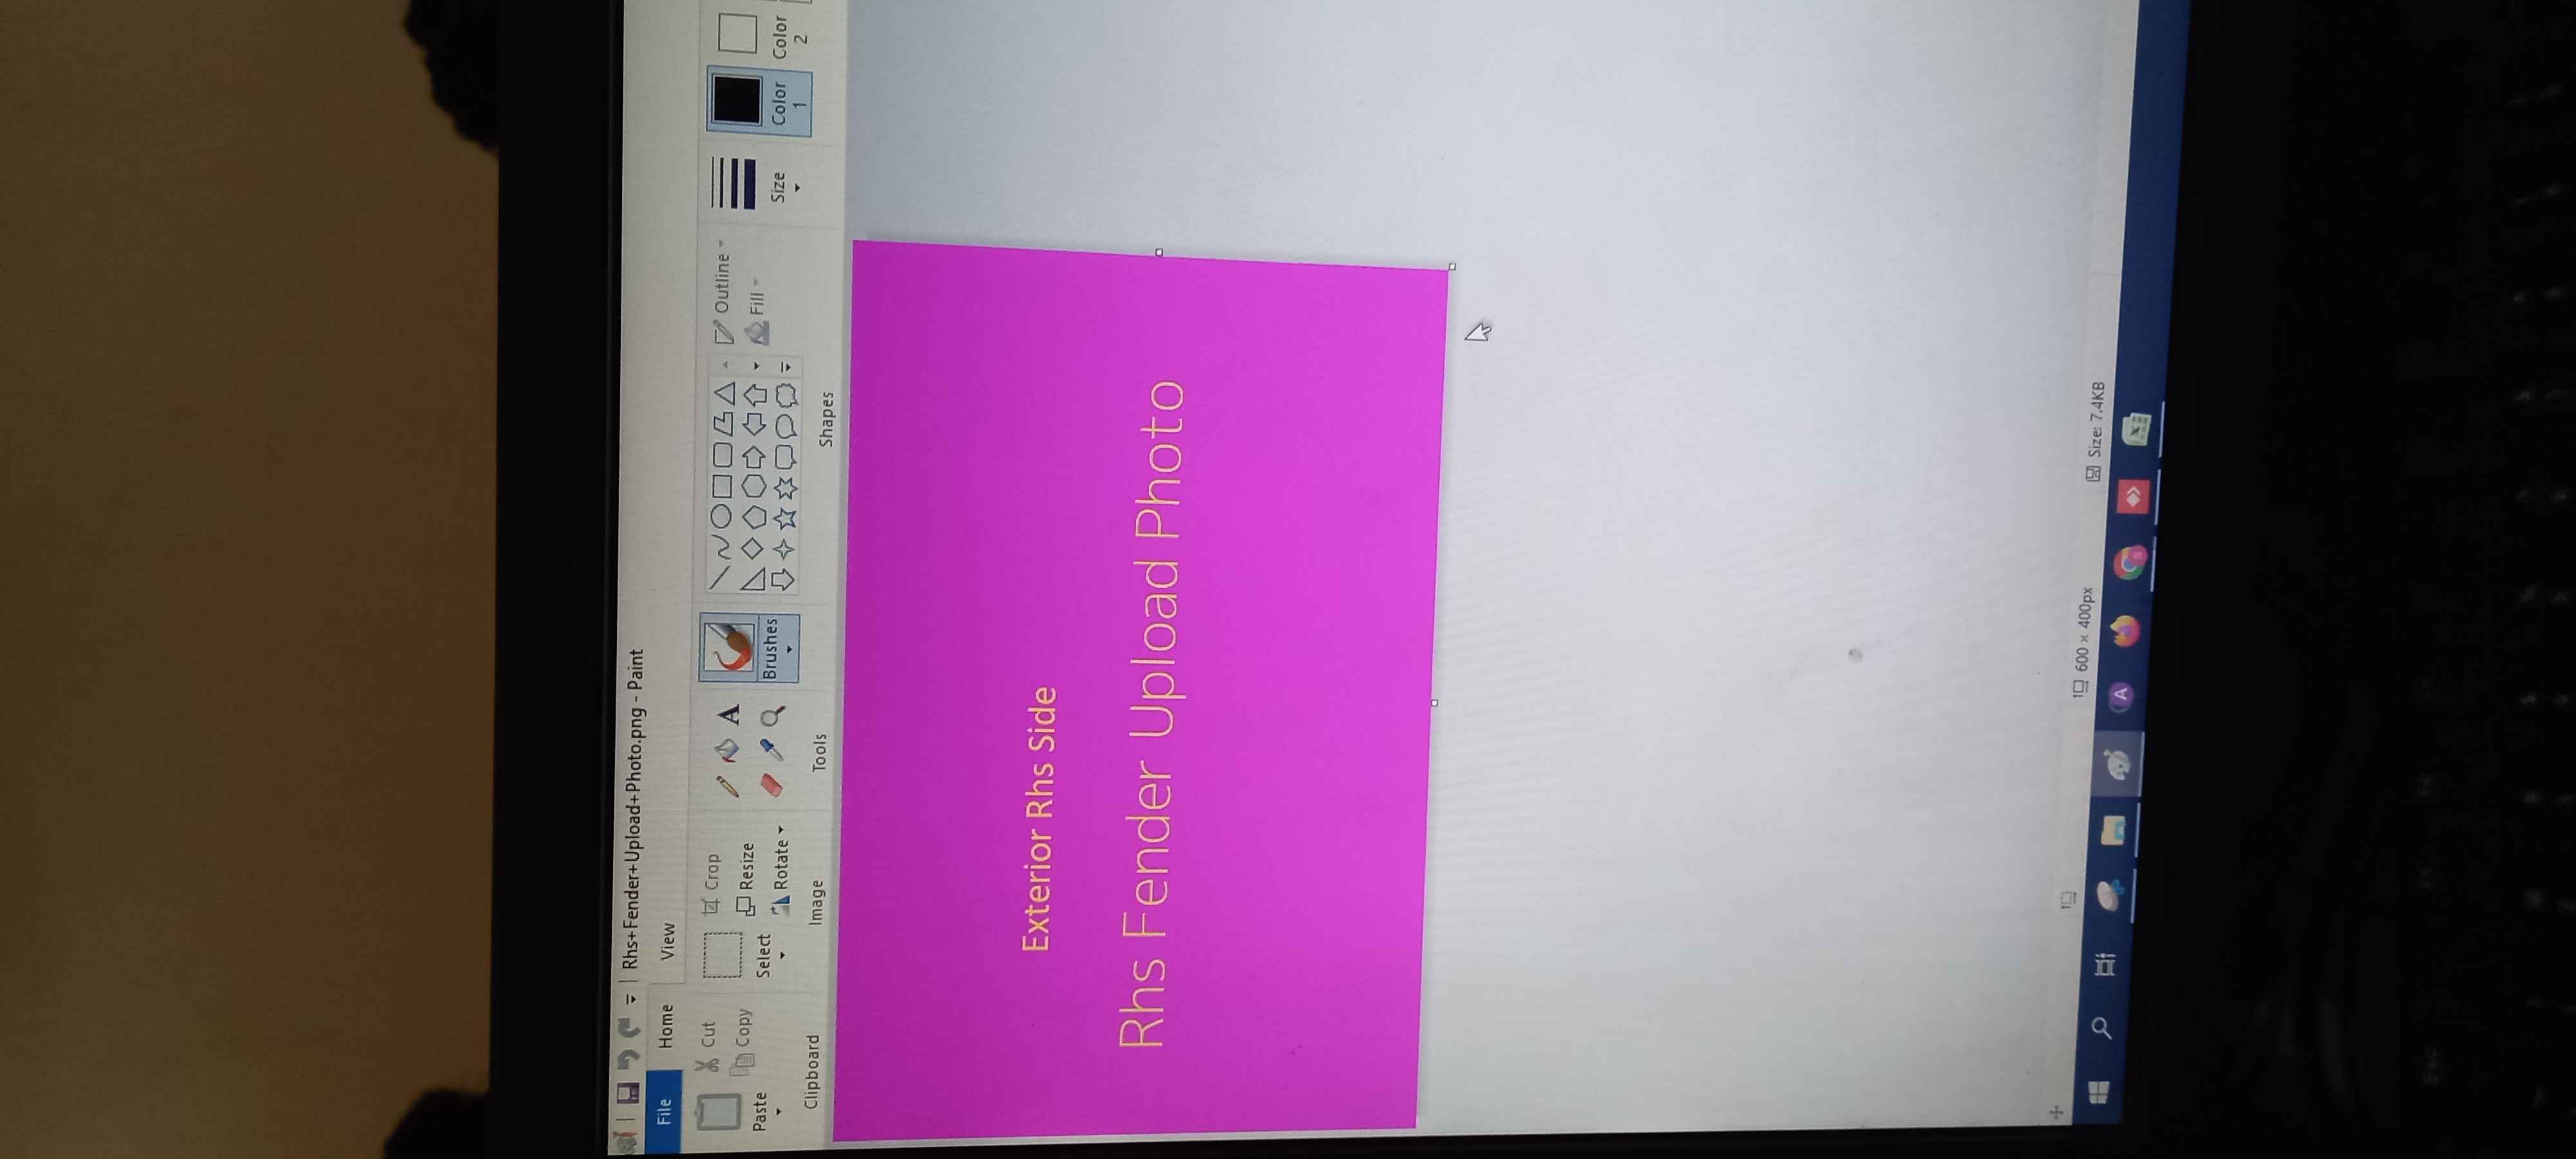 Rhs+Fender+Upload+Photo.png - Paint
File Home View
Paste
Cut
Copy
Clipboard
Select
Crop
Resize
Rotate
Image
Tools
Brushes
Shapes
Outline
Fill
Size
Color 1
Color 2
Exterior Rhs Side
Rhs Fender Upload Photo
600 × 400px
Size: 7.4KB